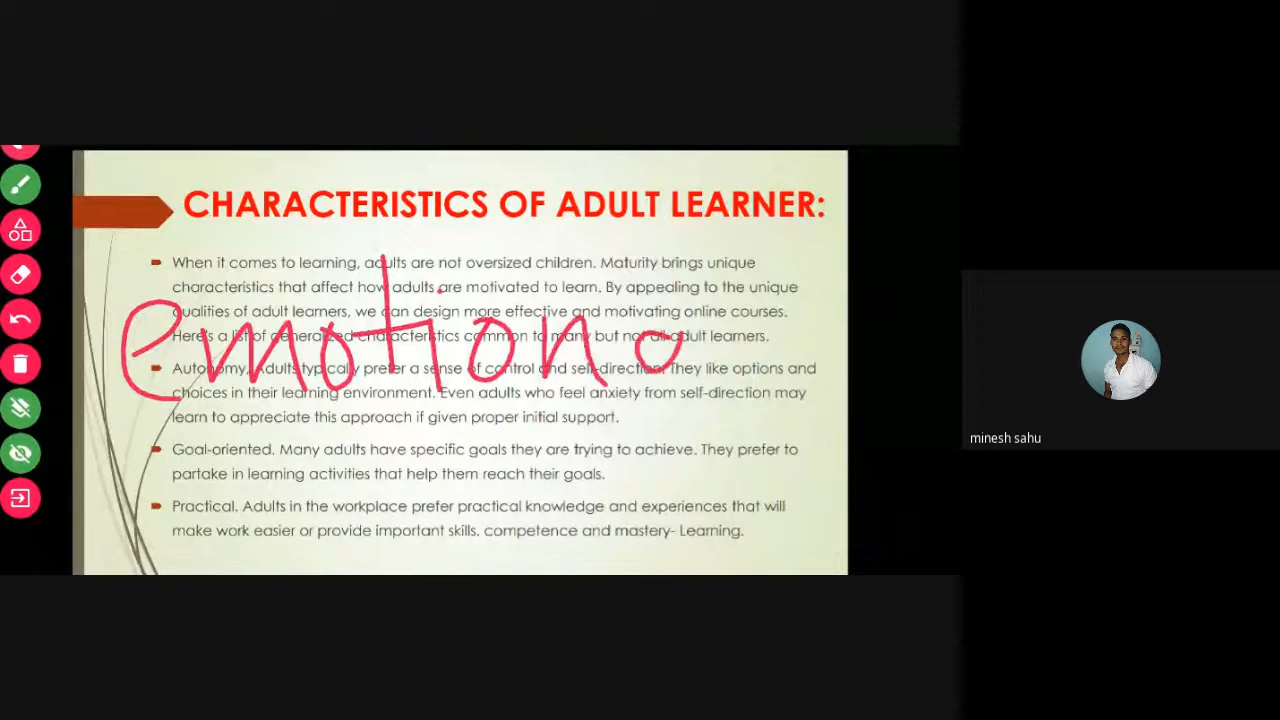 CHARACTERISTICS OF ADULT LEARNER:
When it comes to learning, adults are not oversized children. Maturity brings unique
characteristics that affect how adults are motivated to learn. By appealing to the unique
qualities of adult learners, we can design more effective and motivating online courses.
Here's a list of generalized characteristics common to many but not all adult learners.
Autonomy. Adults typically prefer a sense of control and self-direction. They like options and
choices in their learning environment. Even adults who feel anxiety from self-direction may
learn to appreciate this approach if given proper initial support.
Goal-oriented. Many adults have specific goals they are trying to achieve. They prefer to
partake in learning activities that help them reach their goals.
Practical. Adults in the workplace prefer practical knowledge and experiences that will
make work easier or provide important skills. competence and mastery- Learning.
emotiona
minesh sahu